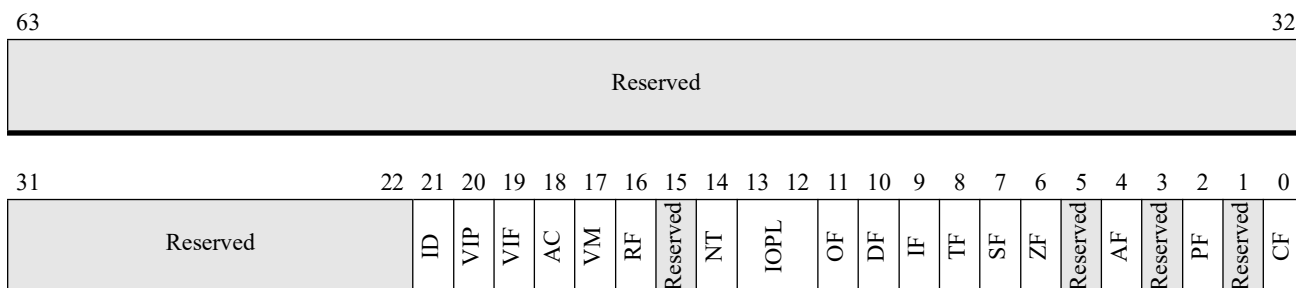 63 32
Reserved
31 22 21 20 19 18 17 16 15 14 13 12 11 10 9 8 7 6 5 4 3 2 1 0
Reserved ID VIP VIF AC VM RF Reserved NT IOPL OF DF IF TF SF ZF Reserved AF Reserved PF Reserved CF